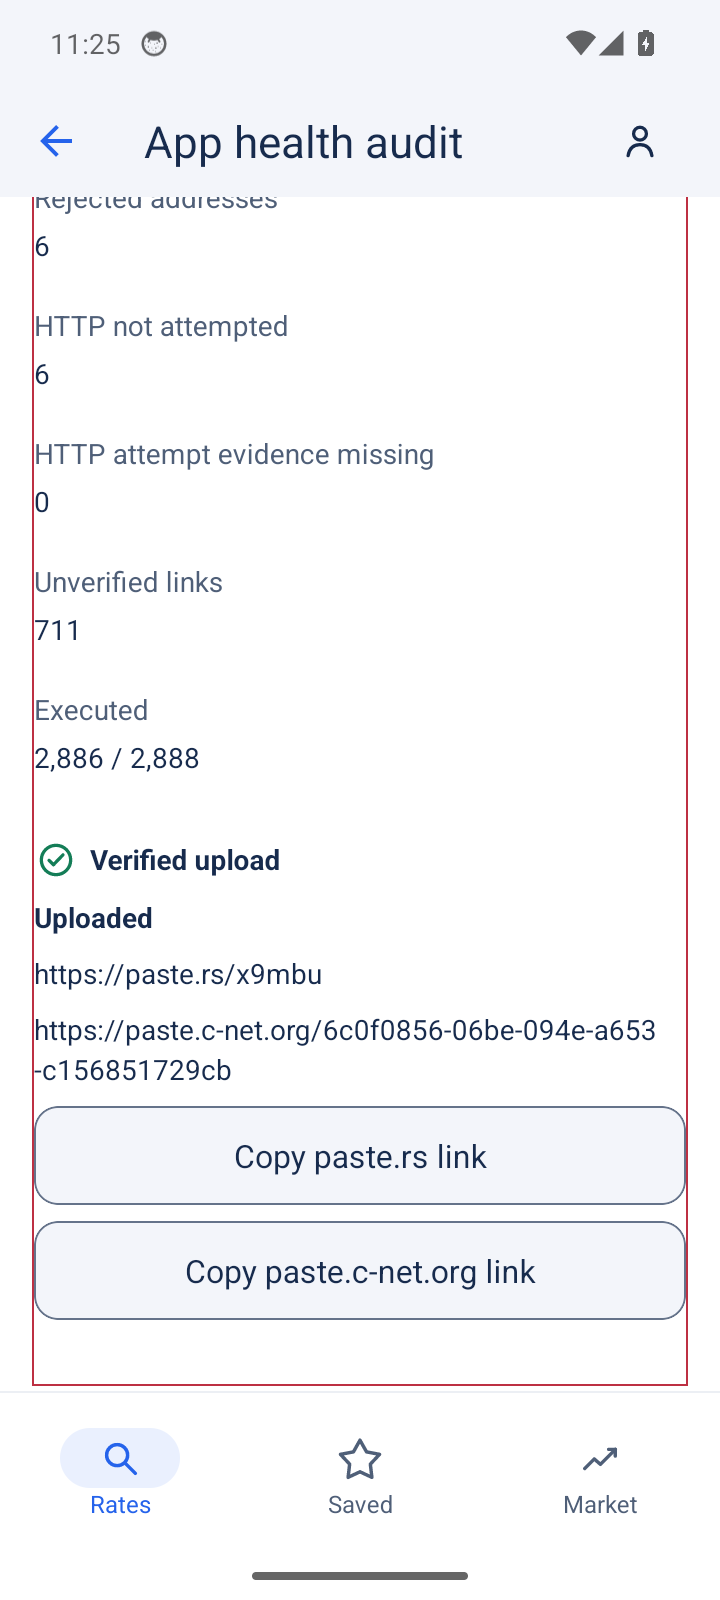 11:25
App health audit
Rejected addresses
6
HTTP not attempted
6
HTTP attempt evidence missing
0
Unverified links
711
Executed
2,886 / 2,888
Verified upload
Uploaded
https://paste.rs/x9mbu
https://paste.c-net.org/6c0f0856-06be-094e-a653
-c156851729cb
Copy paste.rs link
Copy paste.c-net.org link
Rates
Saved
Market